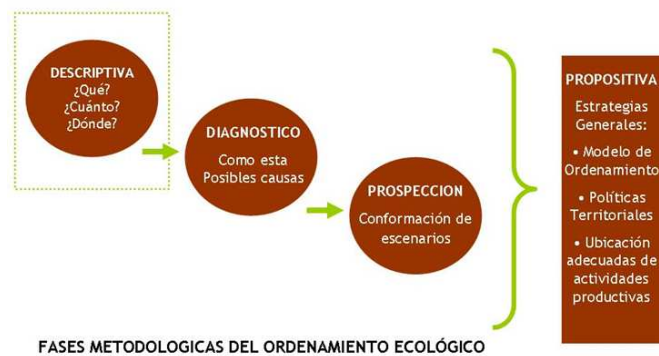 DESCRIPTIVA
¿Qué?
¿Cuánto?
¿Dónde?
DIAGNOSTICO
Como esta
Posibles causas
PROSPECCION
Conformación de
escenarios
PROPOSITIVA
Estrategias
Generales:
• Modelo de
Ordenamiento
• Políticas
Territoriales
• Ubicación
adecuadas de
actividades
productivas
FASES METODOLOGICAS DEL ORDENAMIENTO ECOLÓGICO